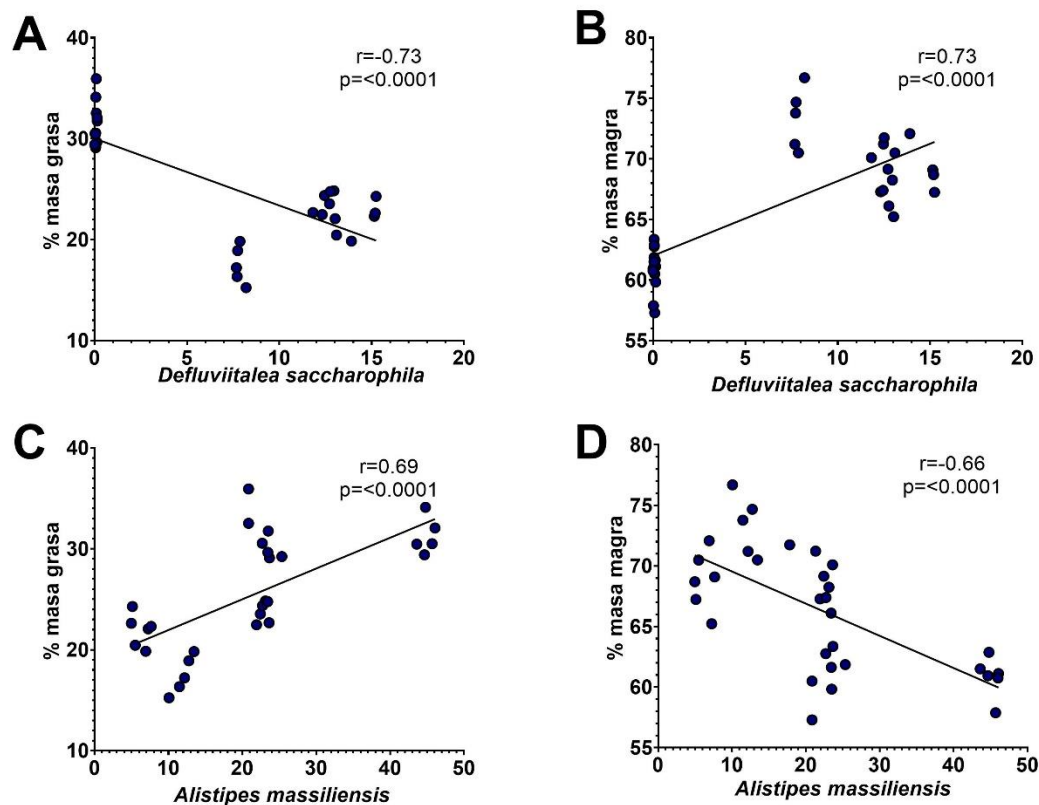 A
r=-0.73
p=<0.0001
% masa grasa
40
30
20
10
0 5 10 15 20
Defluviitalea saccharophila
B
r=0.73
p=<0.0001
% masa magra
80
75
70
65
60
55
0 5 10 15 20
Defluviitalea saccharophila
C
r=0.69
p=<0.0001
% masa grasa
40
30
20
10
0 10 20 30 40 50
Alistipes massiliensis
D
r=-0.66
p=<0.0001
% masa magra
80
75
70
65
60
55
0 10 20 30 40 50
Alistipes massiliensis